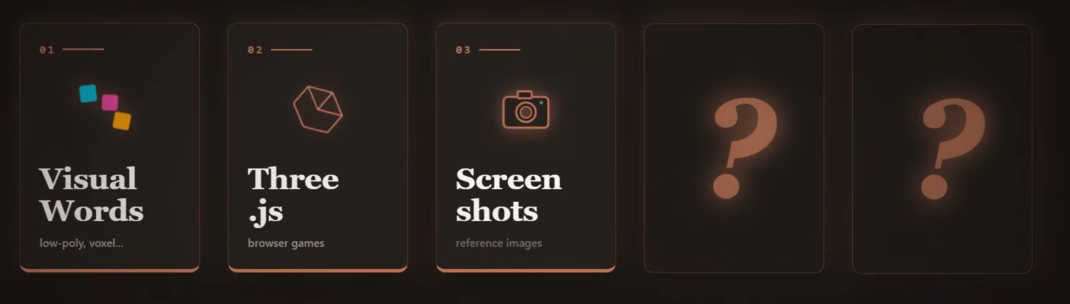 01
Visual
Words
low-poly, voxel...
02
Three
.js
browser games
03
Screen
shots
reference images
?
?